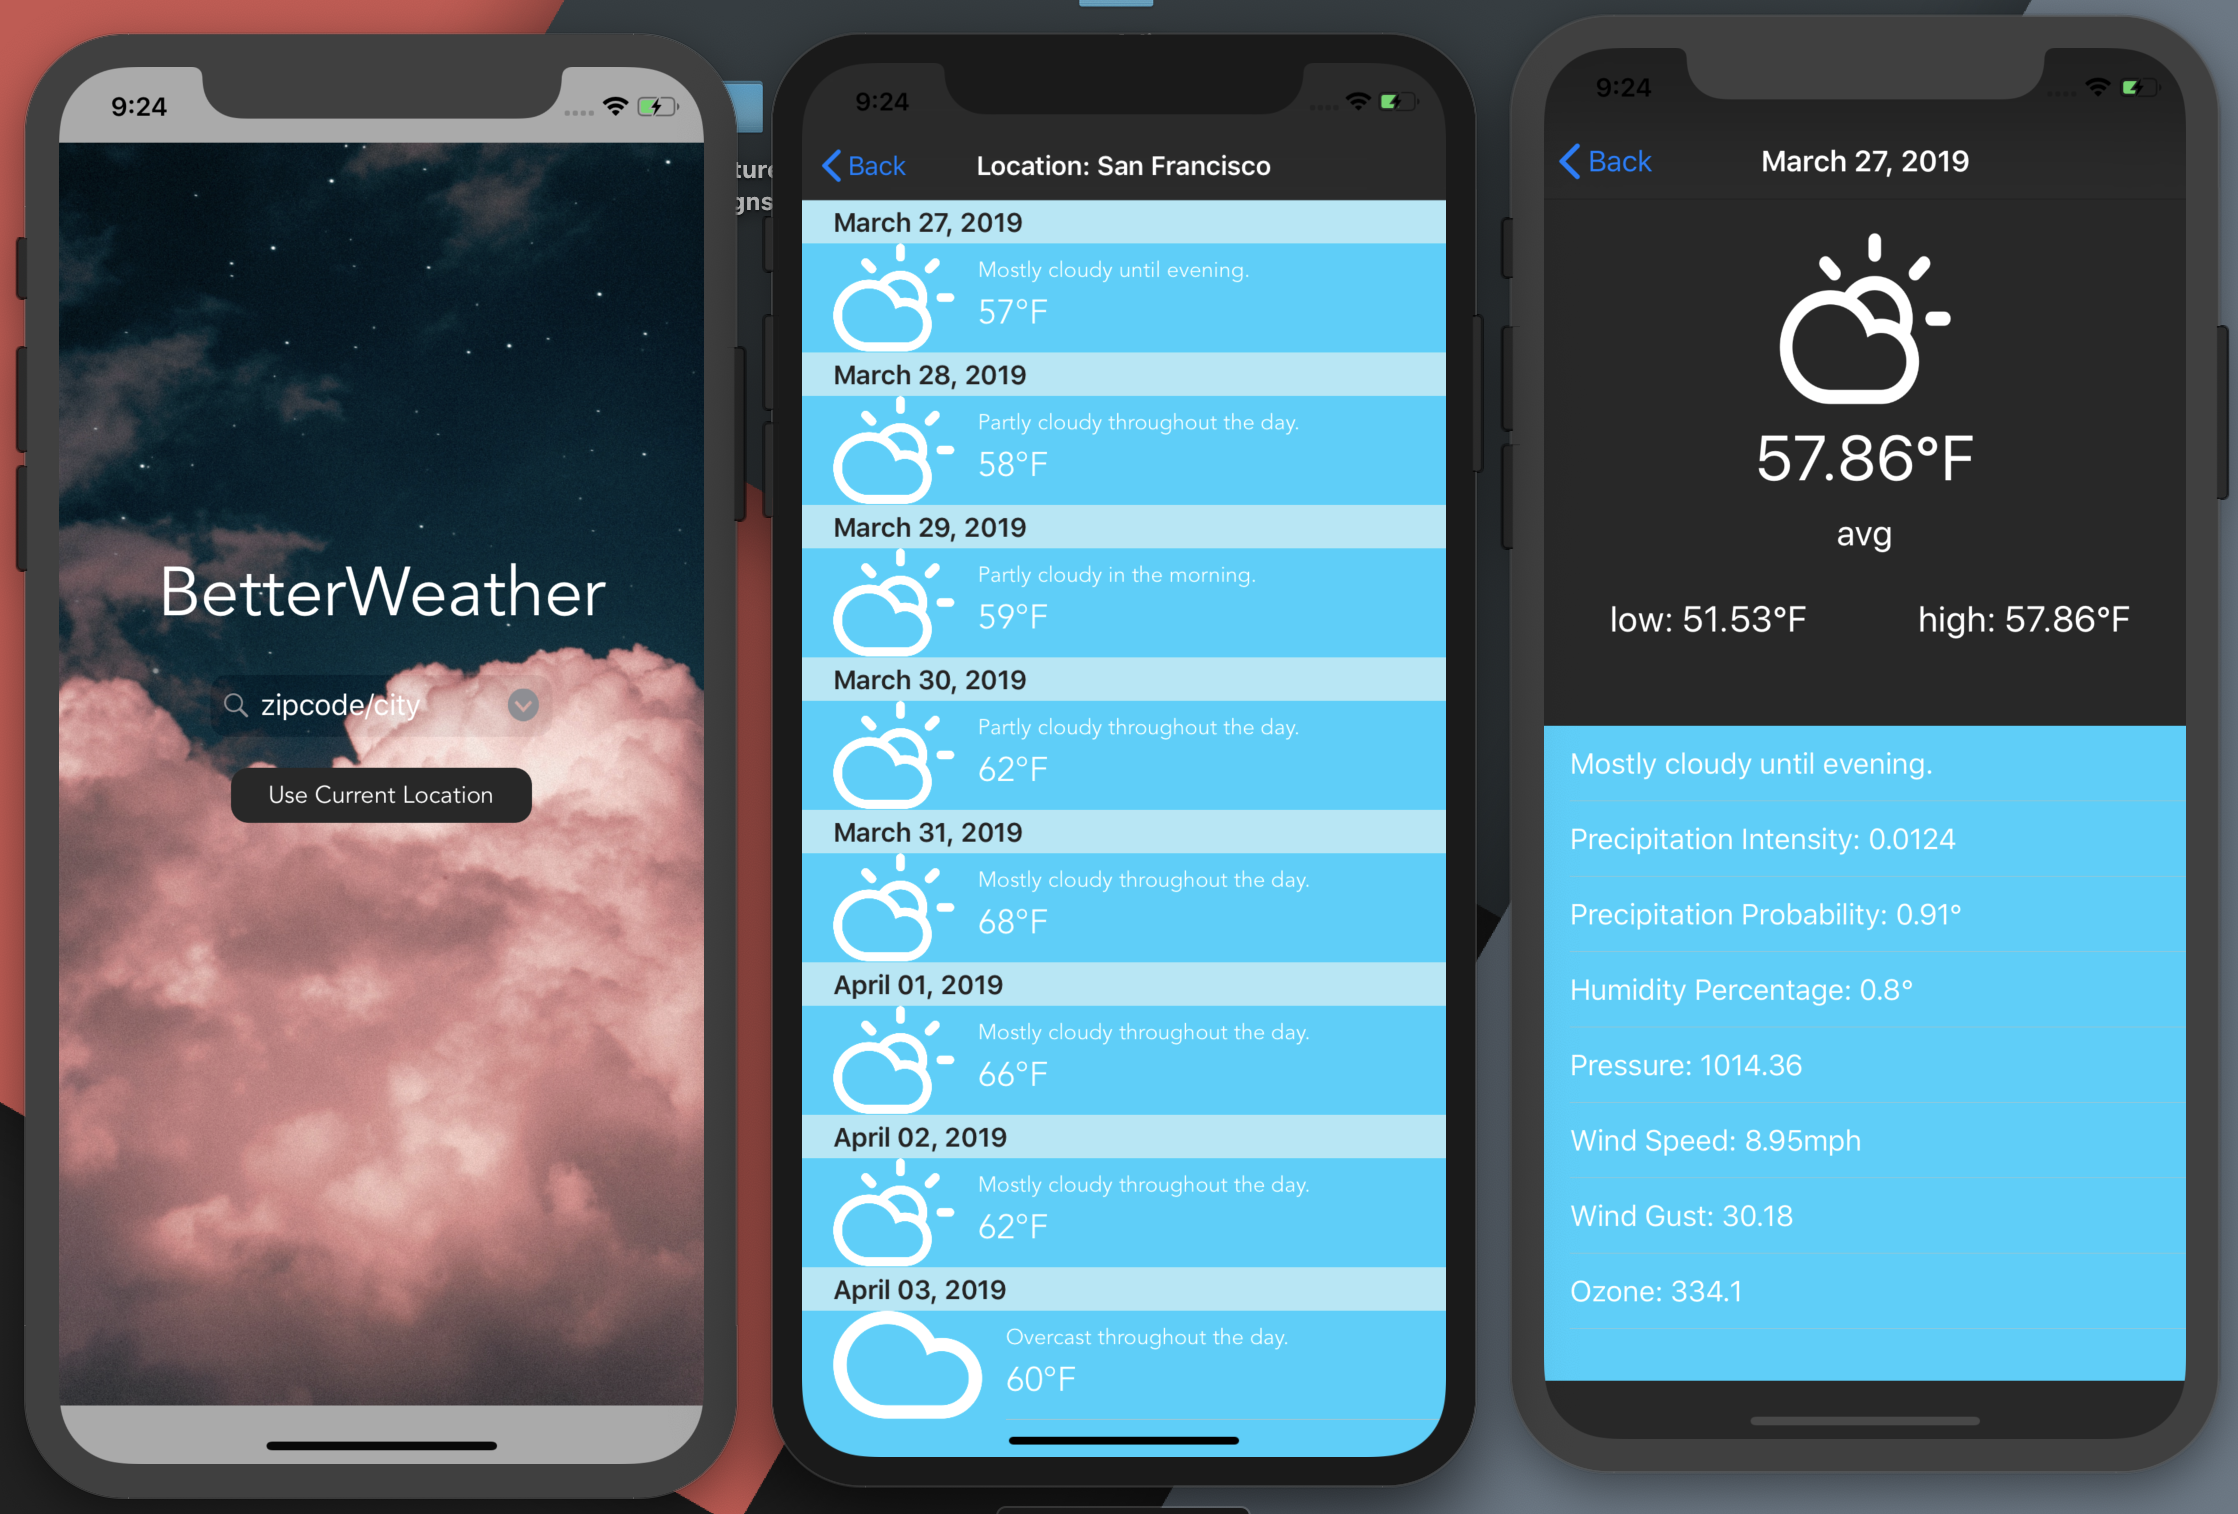 9:24
BetterWeather
zipcode/city
Use Current Location
9:24
Back
Location: San Francisco
March 27, 2019
Mostly cloudy until evening.
57°F
March 28, 2019
Partly cloudy throughout the day.
58°F
March 29, 2019
Partly cloudy in the morning.
59°F
March 30, 2019
Partly cloudy throughout the day.
62°F
March 31, 2019
Mostly cloudy throughout the day.
68°F
April 01, 2019
Mostly cloudy throughout the day.
66°F
April 02, 2019
Mostly cloudy throughout the day.
62°F
April 03, 2019
Overcast throughout the day.
60°F
9:24
Back
March 27, 2019
57.86°F
avg
low: 51.53°F
high: 57.86°F
Mostly cloudy until evening.
Precipitation Intensity: 0.0124
Precipitation Probability: 0.91°
Humidity Percentage: 0.8°
Pressure: 1014.36
Wind Speed: 8.95mph
Wind Gust: 30.18
Ozone: 334.1